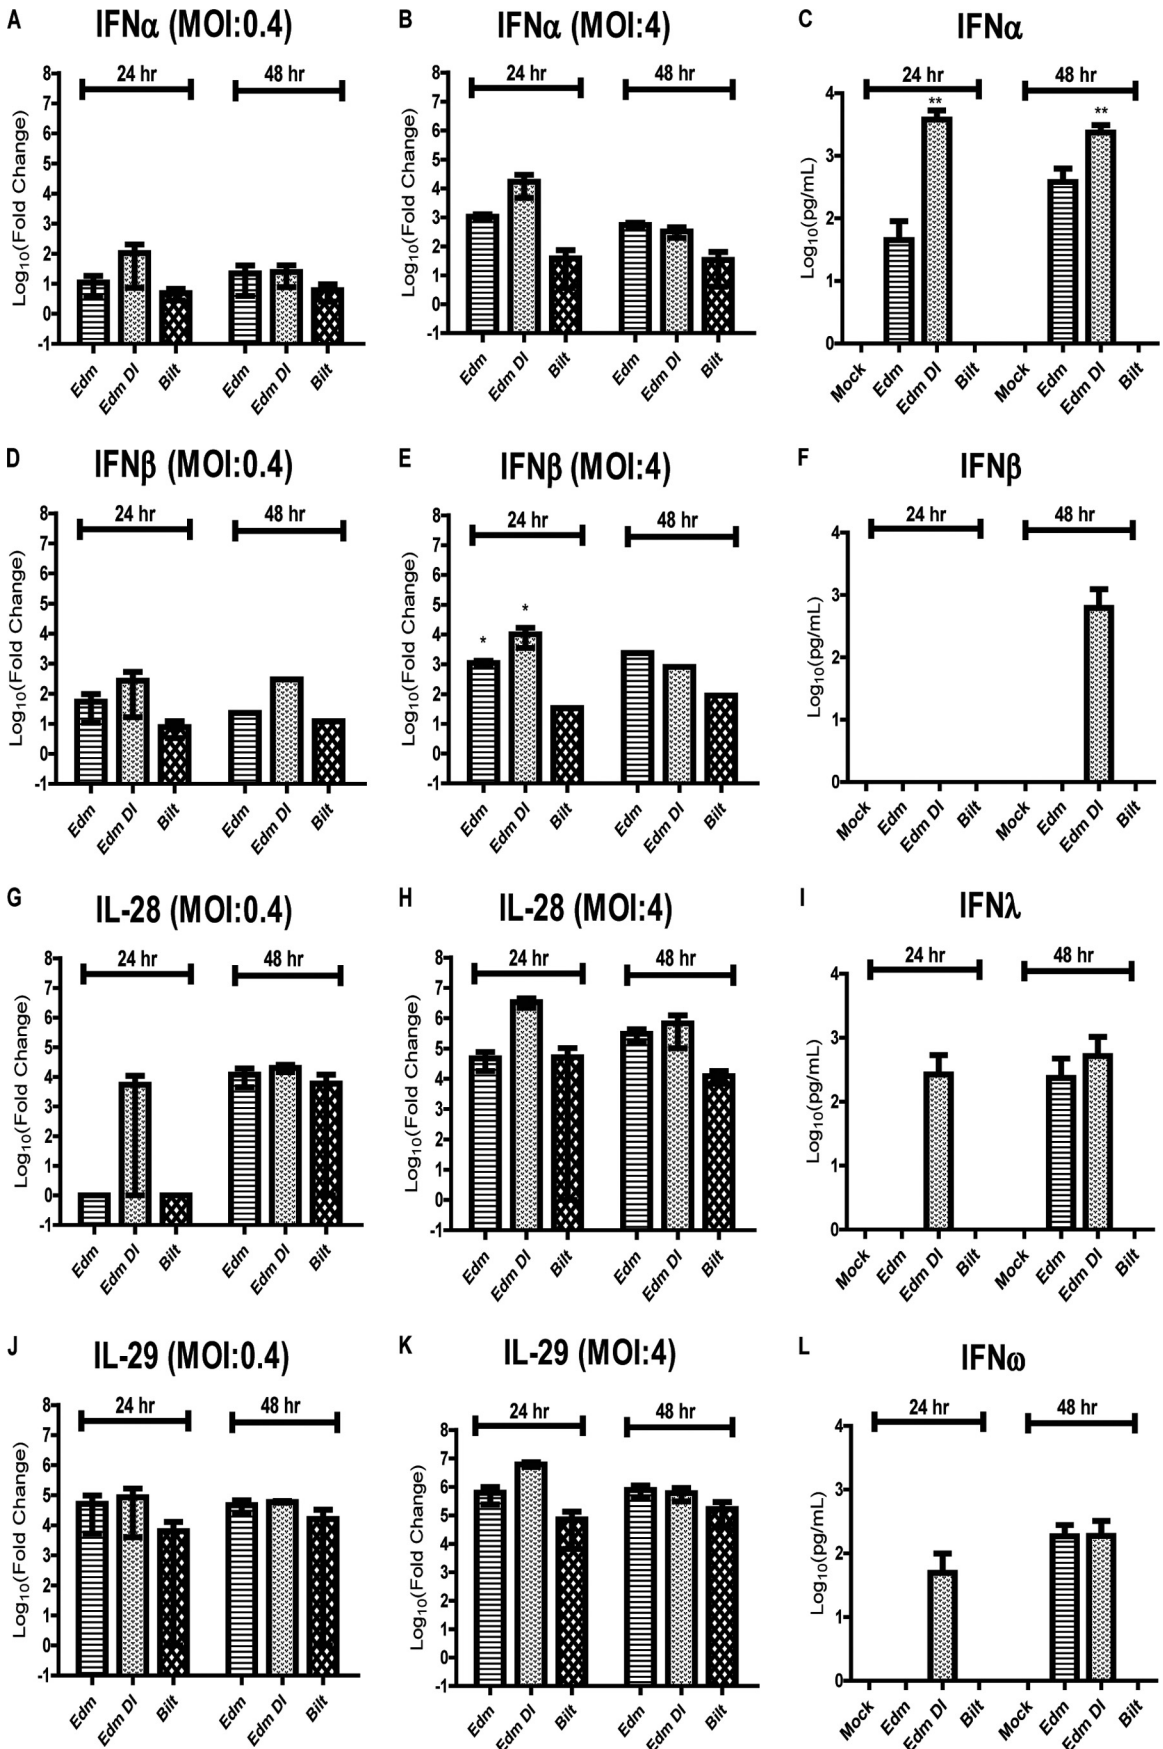 A
IFNα (MOI:0.4)
24 hr
48 hr
Log10(Fold Change)
8
7
6
5
4
3
2
1
0
-1
Edm
Edm DI
Bilt
Edm
Edm DI
Bilt
B
IFNα (MOI:4)
24 hr
48 hr
Log10(Fold Change)
8
7
6
5
4
3
2
1
0
-1
Edm
Edm DI
Bilt
Edm
Edm DI
Bilt
C
IFNα
24 hr
48 hr
**
**
Log10(pg/mL)
4
3
2
1
0
Mock
Edm
Edm DI
Bilt
Mock
Edm
Edm DI
Bilt
D
IFNβ (MOI:0.4)
24 hr
48 hr
Log10(Fold Change)
8
7
6
5
4
3
2
1
0
-1
Edm
Edm DI
Bilt
Edm
Edm DI
Bilt
E
IFNβ (MOI:4)
24 hr
48 hr
*
*
Log10(Fold Change)
8
7
6
5
4
3
2
1
0
-1
Edm
Edm DI
Bilt
Edm
Edm DI
Bilt
F
IFNβ
24 hr
48 hr
Log10(pg/mL)
4
3
2
1
0
Mock
Edm
Edm DI
Bilt
Mock
Edm
Edm DI
Bilt
G
IL-28 (MOI:0.4)
24 hr
48 hr
Log10(Fold Change)
8
7
6
5
4
3
2
1
0
-1
Edm
Edm DI
Bilt
Edm
Edm DI
Bilt
H
IL-28 (MOI:4)
24 hr
48 hr
Log10(Fold Change)
8
7
6
5
4
3
2
1
0
-1
Edm
Edm DI
Bilt
Edm
Edm DI
Bilt
I
IFNλ
24 hr
48 hr
Log10(pg/mL)
4
3
2
1
0
Mock
Edm
Edm DI
Bilt
Mock
Edm
Edm DI
Bilt
J
IL-29 (MOI:0.4)
24 hr
48 hr
Log10(Fold Change)
8
7
6
5
4
3
2
1
0
-1
Edm
Edm DI
Bilt
Edm
Edm DI
Bilt
K
IL-29 (MOI:4)
24 hr
48 hr
Log10(Fold Change)
8
7
6
5
4
3
2
1
0
-1
Edm
Edm DI
Bilt
Edm
Edm DI
Bilt
L
IFNω
24 hr
48 hr
Log10(pg/mL)
4
3
2
1
0
Mock
Edm
Edm DI
Bilt
Mock
Edm
Edm DI
Bilt